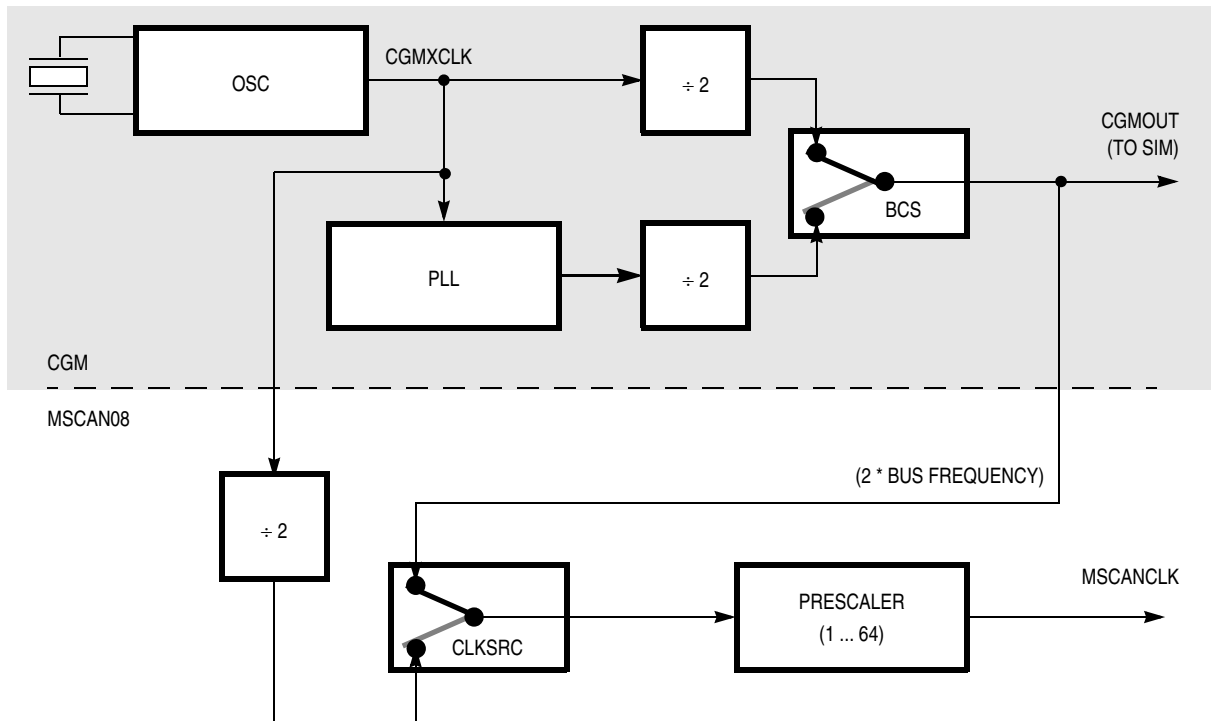 CGMXCLK
OSC
÷ 2
CGMOUT
(TO SIM)
BCS
PLL
÷ 2
CGM
MSCAN08
(2 * BUS FREQUENCY)
÷ 2
MSCANCLK
PRESCALER
(1 ... 64)
CLKSRC